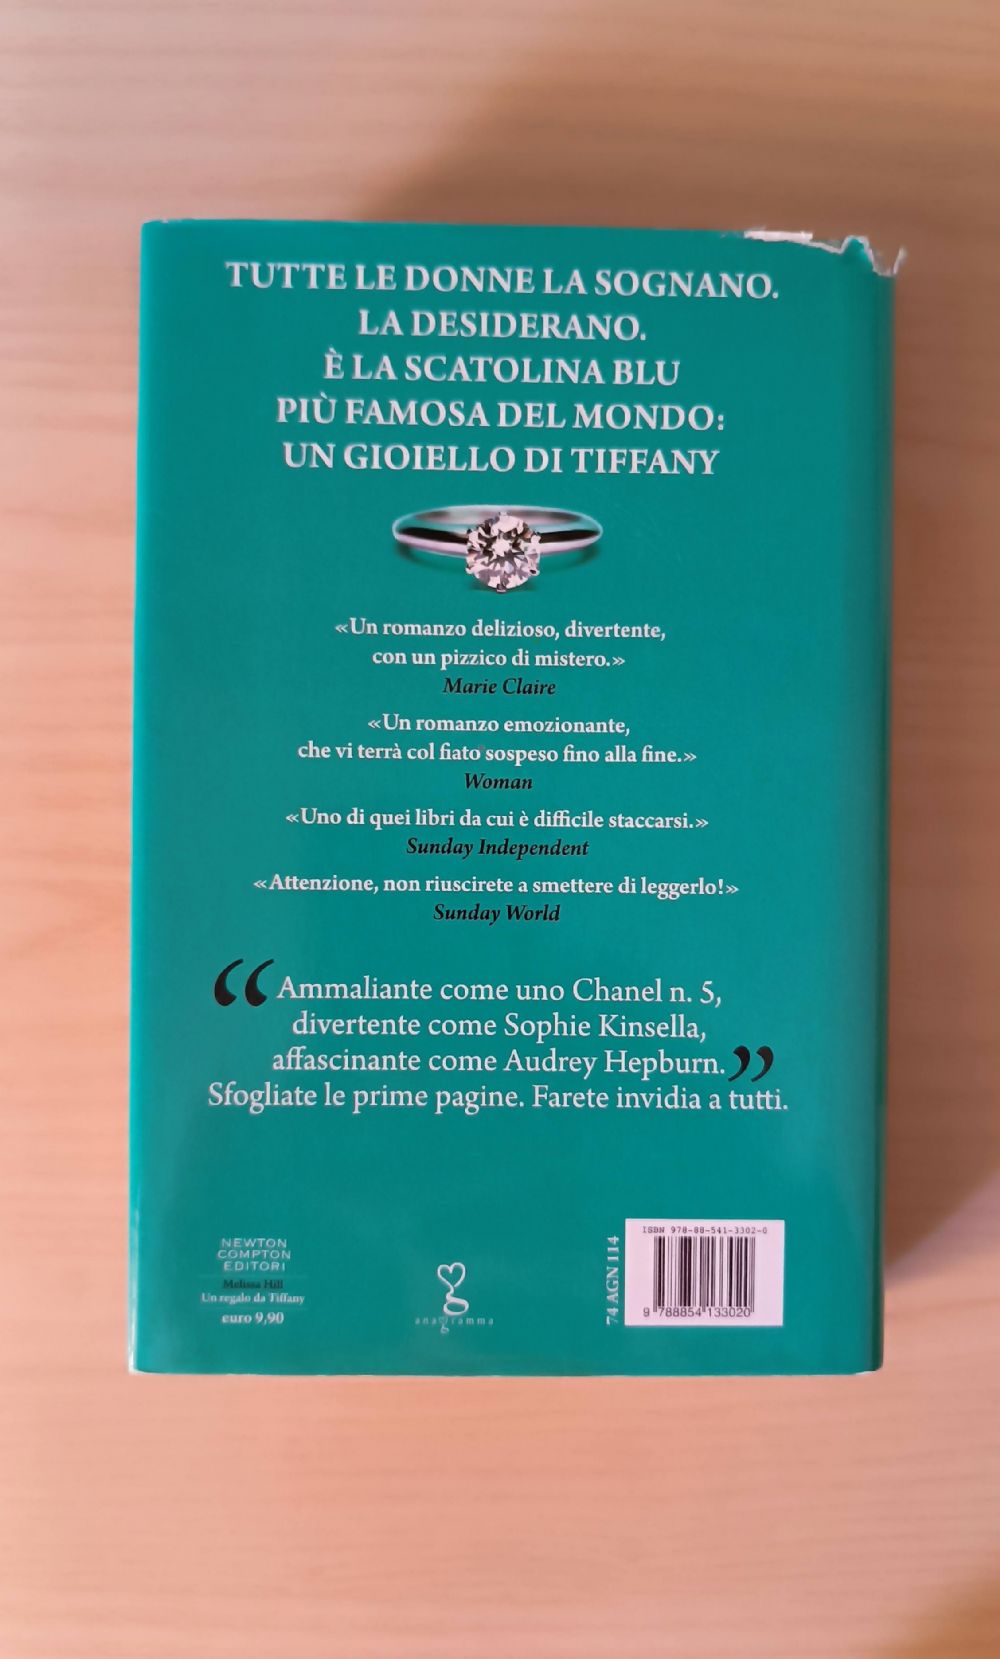 TUTTE LE DONNE LA SOGNANO.
LA DESIDERANO.
È LA SCATOLINA BLU
PIÙ FAMOSA DEL MONDO:
UN GIOIELLO DI TIFFANY
«Un romanzo delizioso, divertente,
con un pizzico di mistero.»
Marie Claire
«Un romanzo emozionante,
che vi terrà col fiato sospeso fino alla fine.»
Woman
«Uno di quei libri da cui è difficile staccarsi.»
Sunday Independent
«Attenzione, non riuscirete a smettere di leggerlo!»
Sunday World
“Ammaliante come uno Chanel n. 5,
divertente come Sophie Kinsella,
affascinante come Audrey Hepburn.”
Sfogliate le prime pagine. Farete invidia a tutti.
NEWTON
COMPTON
EDITORI
Melissa Hill
Un regalo da Tiffany
euro 9,90
anagramma
74 AGN 114
ISBN 978-88-541-3302-0
9 788854 133020